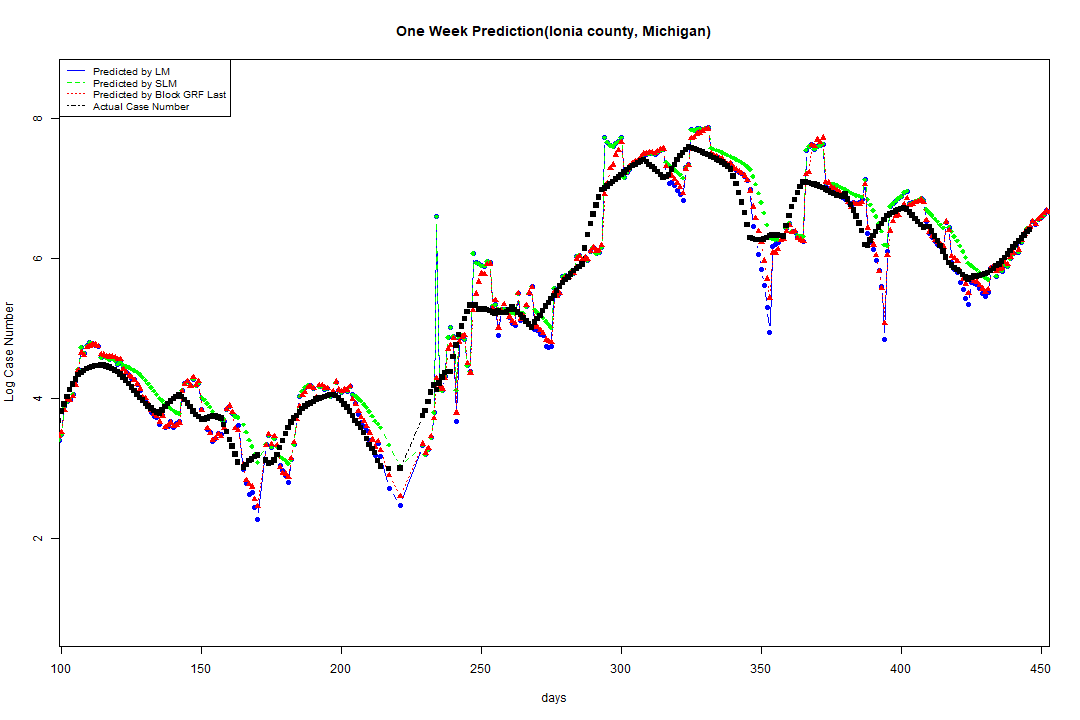 One Week Prediction(Ionia county, Michigan)
Predicted by LM
Predicted by SLM
Predicted by Block GRF Last
Actual Case Number
8
6
4
2
Log Case Number
100 150 200 250 300 350 400 450
days